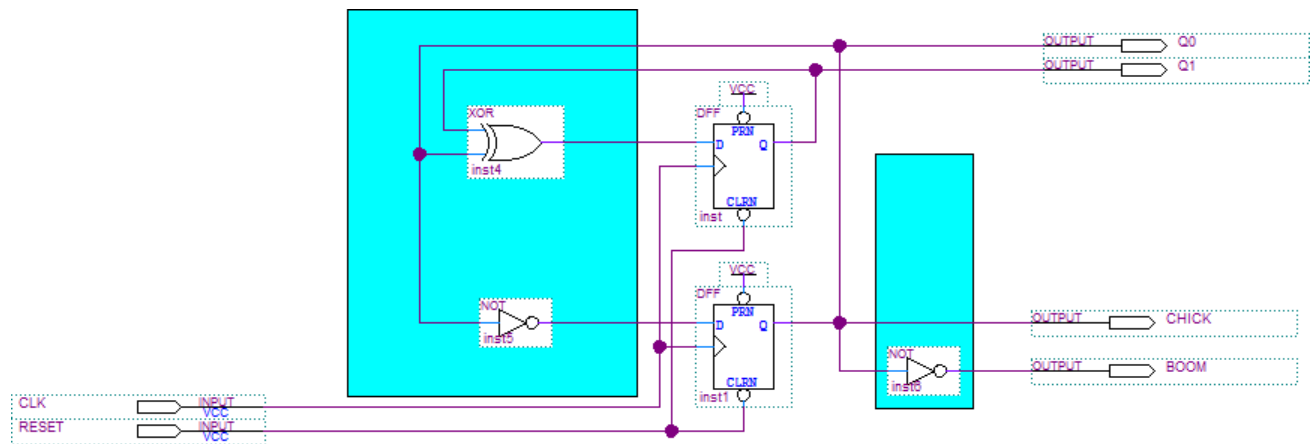 OUTPUT Q0
OUTPUT Q1
XOR
inst4
VCC
DFF
PRN
D Q
CLRN
inst
VCC
DFF
PRN
D Q
CLRN
inst1
NOT
inst5
OUTPUT CHICK
NOT
inst6
OUTPUT BOOM
CLK INPUT
VCC
RESET INPUT
VCC